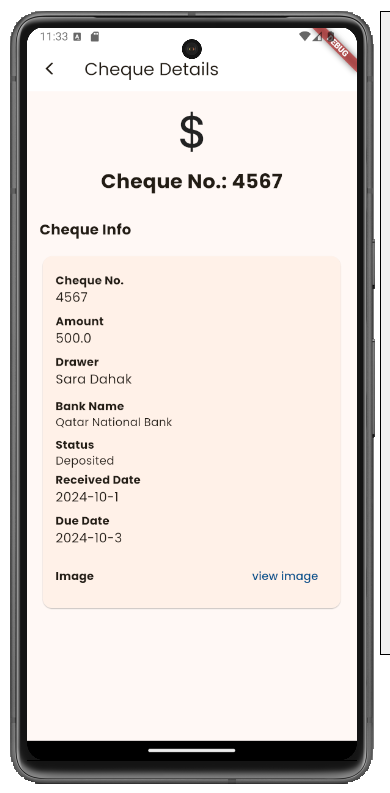 11:33
DEBUG
Cheque Details
$
Cheque No.: 4567
Cheque Info
Cheque No.
4567
Amount
500.0
Drawer
Sara Dahak
Bank Name
Qatar National Bank
Status
Deposited
Received Date
2024-10-1
Due Date
2024-10-3
Image view image